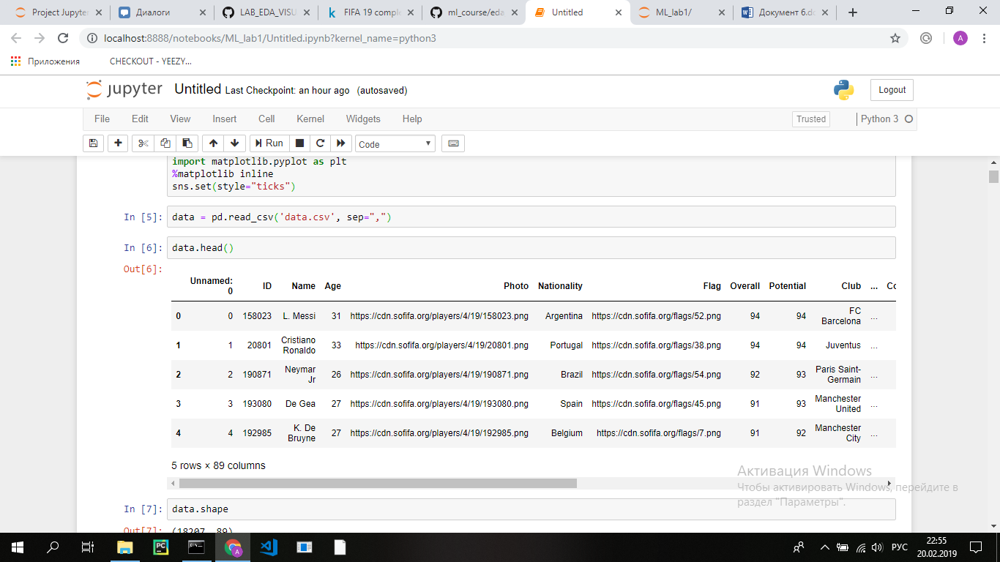 Project Jupyter
Диалоги
LAB_EDA_VISU
FIFA 19 comple
ml_course/eda
Untitled
ML_lab1/
Документ 6.do
localhost:8888/notebooks/ML_lab1/Untitled.ipynb?kernel_name=python3
A
Приложения
CHECKOUT - YEEZY...
jupyter Untitled Last Checkpoint: an hour ago (autosaved)
Logout
File Edit View Insert Cell Kernel Widgets Help
Trusted
Python 3
Run
Code
import matplotlib.pyplot as plt
%matplotlib inline
sns.set(style="ticks")
In [5]: data = pd.read_csv('data.csv', sep=",")
In [6]: data.head()
Out[6]:
Unnamed: 0 ID Name Age Photo Nationality Flag Overall Potential Club ... Co
0 0 158023 L. Messi 31 https://cdn.sofifa.org/players/4/19/158023.png Argentina https://cdn.sofifa.org/flags/52.png 94 94 FC Barcelona ...
1 1 20801 Cristiano Ronaldo 33 https://cdn.sofifa.org/players/4/19/20801.png Portugal https://cdn.sofifa.org/flags/38.png 94 94 Juventus ...
2 2 190871 Neymar Jr 26 https://cdn.sofifa.org/players/4/19/190871.png Brazil https://cdn.sofifa.org/flags/54.png 92 93 Paris Saint-Germain ...
3 3 193080 De Gea 27 https://cdn.sofifa.org/players/4/19/193080.png Spain https://cdn.sofifa.org/flags/45.png 91 93 Manchester United ...
4 4 192985 K. De Bruyne 27 https://cdn.sofifa.org/players/4/19/192985.png Belgium https://cdn.sofifa.org/flags/7.png 91 92 Manchester City ...
5 rows × 89 columns
Активация Windows
Чтобы активировать Windows, перейдите в
раздел "Параметры".
In [7]: data.shape
Out[7]: (18207, 89)
РУС
22:55
20.02.2019